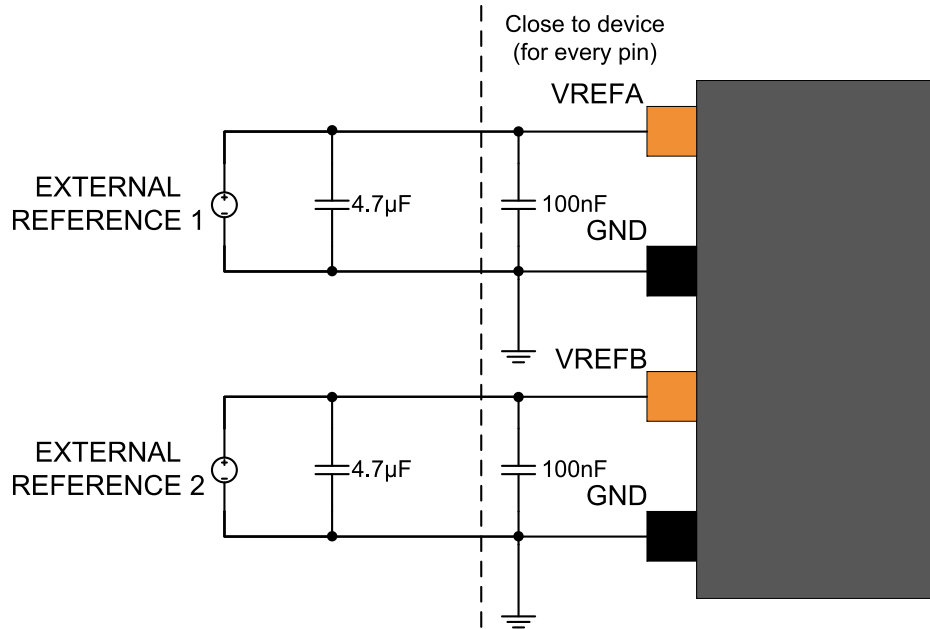 Close to device
(for every pin)
VREFA
EXTERNAL
REFERENCE 1
+
–
4.7µF
100nF
GND
VREFB
EXTERNAL
REFERENCE 2
+
–
4.7µF
100nF
GND